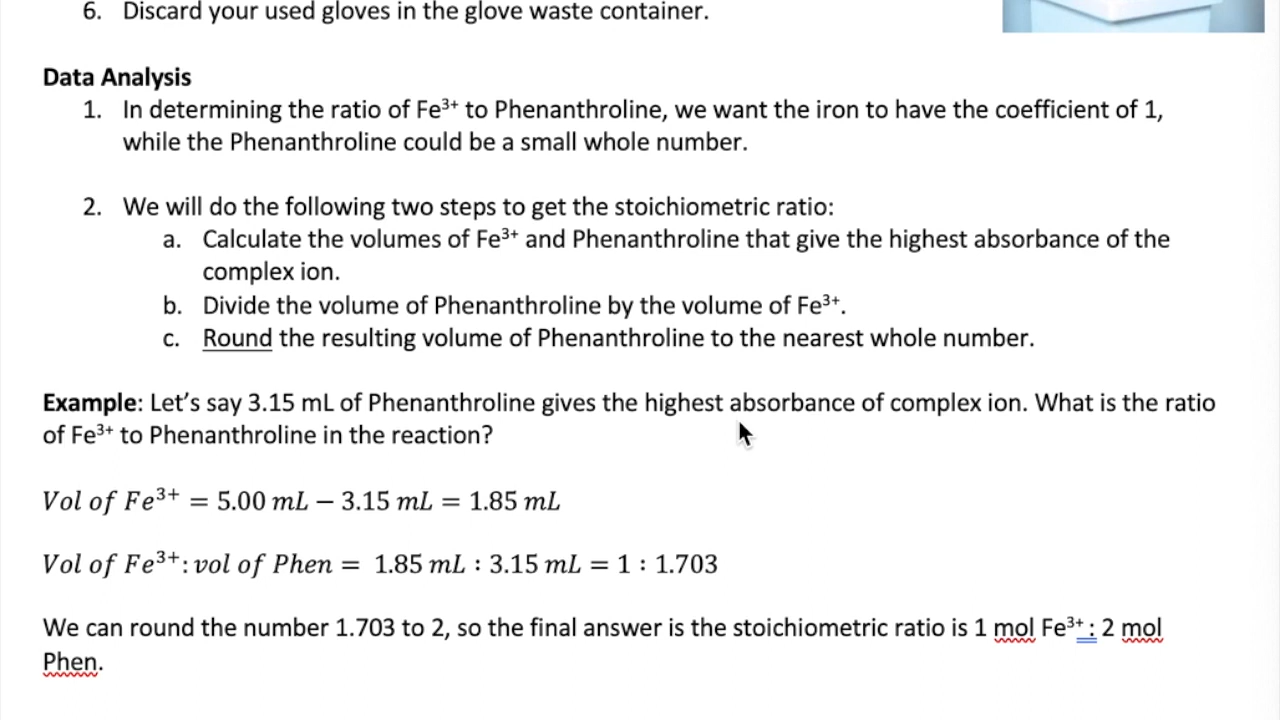 6. Discard your used gloves in the glove waste container.
Data Analysis
1. In determining the ratio of Fe³⁺ to Phenanthroline, we want the iron to have the coefficient of 1,
while the Phenanthroline could be a small whole number.
2. We will do the following two steps to get the stoichiometric ratio:
a. Calculate the volumes of Fe³⁺ and Phenanthroline that give the highest absorbance of the
complex ion.
b. Divide the volume of Phenanthroline by the volume of Fe³⁺.
c. Round the resulting volume of Phenanthroline to the nearest whole number.
Example: Let’s say 3.15 mL of Phenanthroline gives the highest absorbance of complex ion. What is the ratio
of Fe³⁺ to Phenanthroline in the reaction?
Vol of Fe³⁺ = 5.00 mL − 3.15 mL = 1.85 mL
Vol of Fe³⁺: vol of Phen = 1.85 mL : 3.15 mL = 1 : 1.703
We can round the number 1.703 to 2, so the final answer is the stoichiometric ratio is 1 mol Fe³⁺ : 2 mol
Phen.